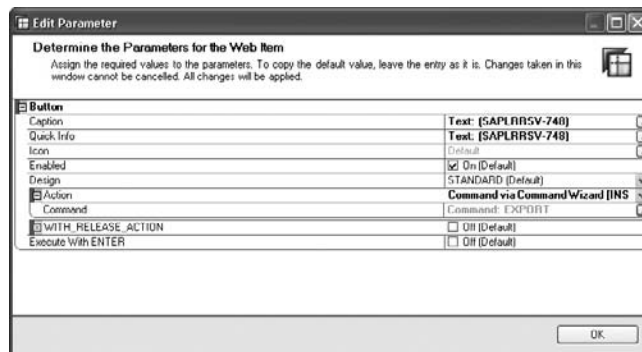 Edit Parameter
Determine the Parameters for the Web Item
Assign the required values to the parameters. To copy the default value, leave the entry as it is. Changes taken in this
window cannot be cancelled. All changes will be applied.
Button
Caption Text: (SAPLRRSV-740)
Quick Info Text: (SAPLRRSV-748)
Icon Default
Enabled On (Default)
Design STANDARD (Default)
Action Command via Command Wizard [INS
Command Command: EXPORT
WITH_RELEASE_ACTION Off (Default)
Execute With ENTER Off (Default)
OK